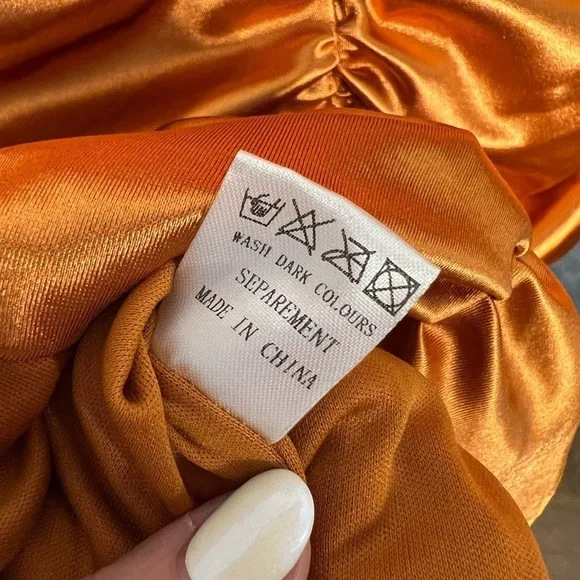 WASH DARK COLOURS
SEPAREMENT
MADE IN CHINA